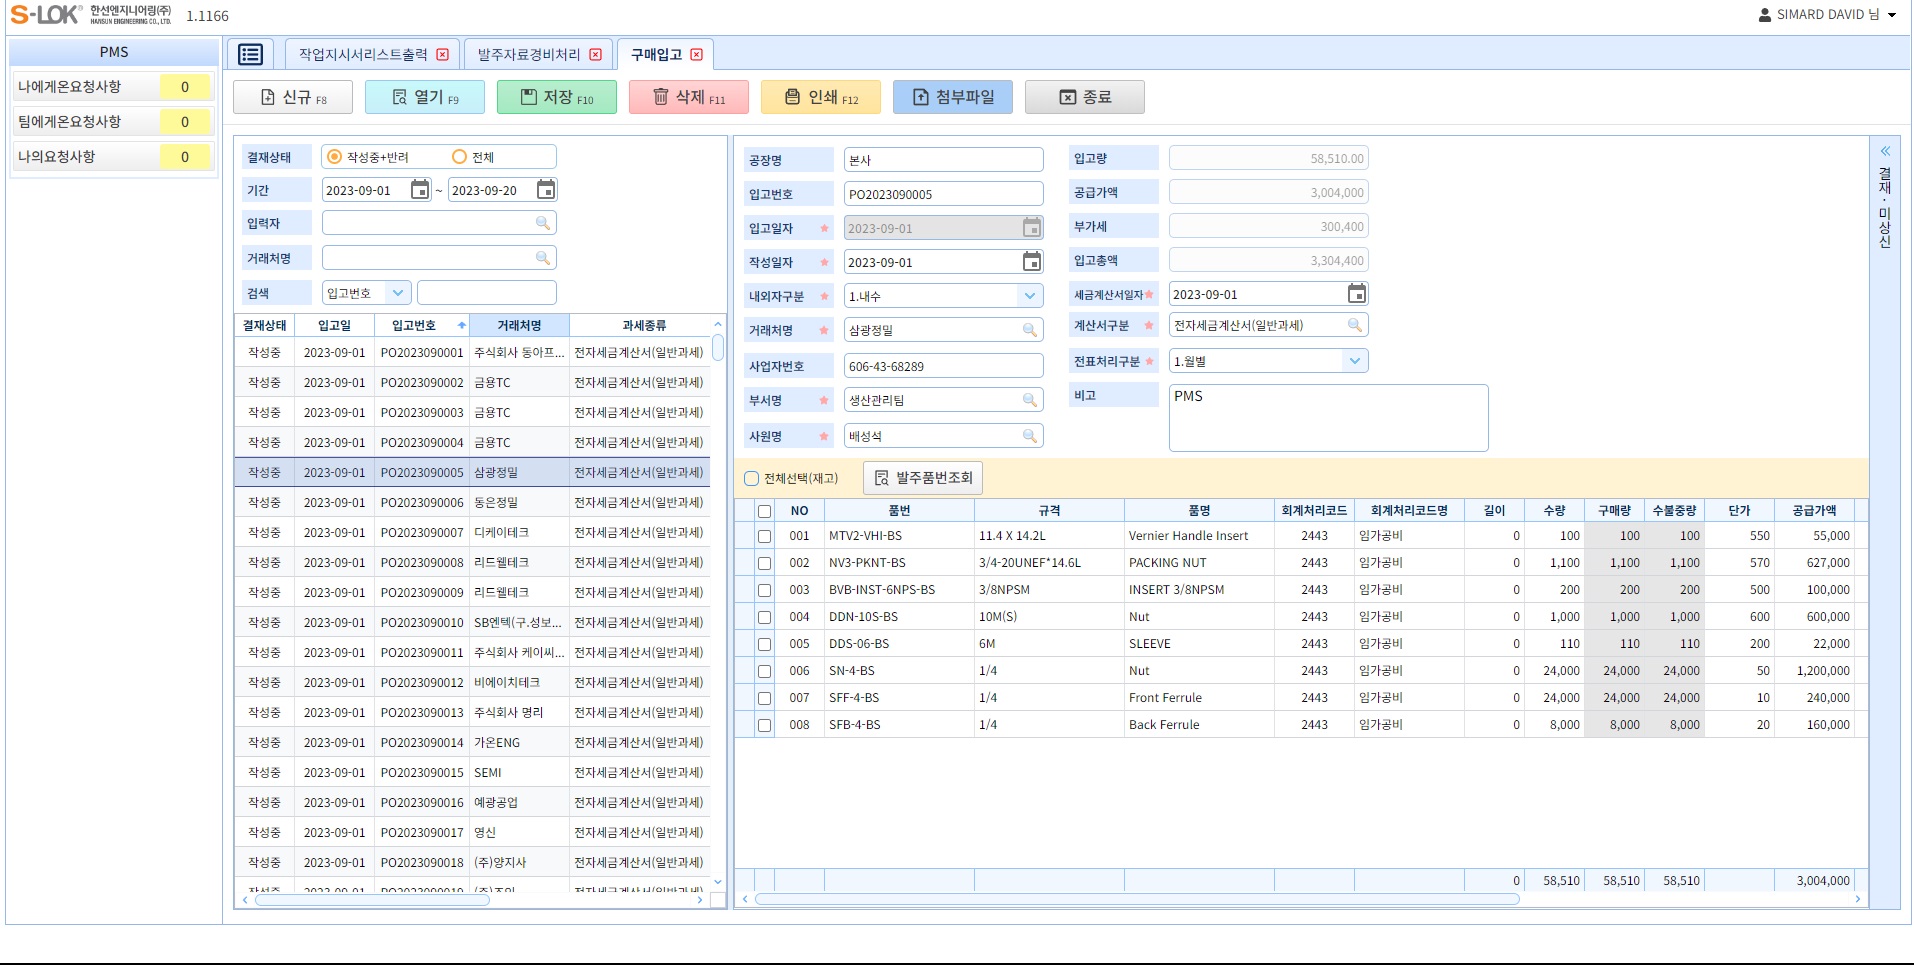 S-LOK® 한선엔지니어링(주) HANSUN ENGINEERING CO., LTD. 1.1166
SIMARD DAVID 님
PMS
나에게온요청사항 0
팀에게온요청사항 0
나의요청사항 0
작업지시서리스트출력 발주자료경비처리 구매입고
신규 F8 열기 F9 저장 F10 삭제 F11 인쇄 F12 첨부파일 종료
결재상태 작성중+반려 전체
기간 2023-09-01 ~ 2023-09-20
입력자
거래처명
검색 입고번호
결재상태 입고일 입고번호 거래처명 과세종류
작성중 2023-09-01 PO2023090001 주식회사 동아프... 전자세금계산서(일반과세)
작성중 2023-09-01 PO2023090002 금용TC 전자세금계산서(일반과세)
작성중 2023-09-01 PO2023090003 금용TC 전자세금계산서(일반과세)
작성중 2023-09-01 PO2023090004 금용TC 전자세금계산서(일반과세)
작성중 2023-09-01 PO2023090005 삼광정밀 전자세금계산서(일반과세)
작성중 2023-09-01 PO2023090006 동은정밀 전자세금계산서(일반과세)
작성중 2023-09-01 PO2023090007 디케이테크 전자세금계산서(일반과세)
작성중 2023-09-01 PO2023090008 리드웰테크 전자세금계산서(일반과세)
작성중 2023-09-01 PO2023090009 리드웰테크 전자세금계산서(일반과세)
작성중 2023-09-01 PO2023090010 SB엔텍(구.성보... 전자세금계산서(일반과세)
작성중 2023-09-01 PO2023090011 주식회사 케이씨... 전자세금계산서(일반과세)
작성중 2023-09-01 PO2023090012 비에이치테크 전자세금계산서(일반과세)
작성중 2023-09-01 PO2023090013 주식회사 명리 전자세금계산서(일반과세)
작성중 2023-09-01 PO2023090014 가온ENG 전자세금계산서(일반과세)
작성중 2023-09-01 PO2023090015 SEMI 전자세금계산서(일반과세)
작성중 2023-09-01 PO2023090016 예광공업 전자세금계산서(일반과세)
작성중 2023-09-01 PO2023090017 영신 전자세금계산서(일반과세)
작성중 2023-09-01 PO2023090018 (주)양지사 전자세금계산서(일반과세)
작성중 2023-09-01 PO2023090019
공장명 본사
입고번호 PO2023090005
입고일자 2023-09-01
작성일자 2023-09-01
내외자구분 1.내수
거래처명 삼광정밀
사업자번호 606-43-68289
부서명 생산관리팀
사원명 배성석
입고량 58,510.00
공급가액 3,004,000
부가세 300,400
입고총액 3,304,400
세금계산서일자 2023-09-01
계산서구분 전자세금계산서(일반과세)
전표처리구분 1.월별
비고 PMS
결재·미상신
전체선택(재고) 발주품번조회
NO 품번 규격 품명 회계처리코드 회계처리코드명 길이 수량 구매량 수불중량 단가 공급가액
001 MTV2-VHI-BS 11.4 X 14.2L Vernier Handle Insert 2443 임가공비 0 100 100 100 550 55,000
002 NV3-PKNT-BS 3/4-20UNEF*14.6L PACKING NUT 2443 임가공비 0 1,100 1,100 1,100 570 627,000
003 BVB-INST-6NPS-BS 3/8NPSM INSERT 3/8NPSM 2443 임가공비 0 200 200 200 500 100,000
004 DDN-10S-BS 10M(S) Nut 2443 임가공비 0 1,000 1,000 1,000 600 600,000
005 DDS-06-BS 6M SLEEVE 2443 임가공비 0 110 110 110 200 22,000
006 SN-4-BS 1/4 Nut 2443 임가공비 0 24,000 24,000 24,000 50 1,200,000
007 SFF-4-BS 1/4 Front Ferrule 2443 임가공비 0 24,000 24,000 24,000 10 240,000
008 SFB-4-BS 1/4 Back Ferrule 2443 임가공비 0 8,000 8,000 8,000 20 160,000
0 58,510 58,510 58,510 3,004,000